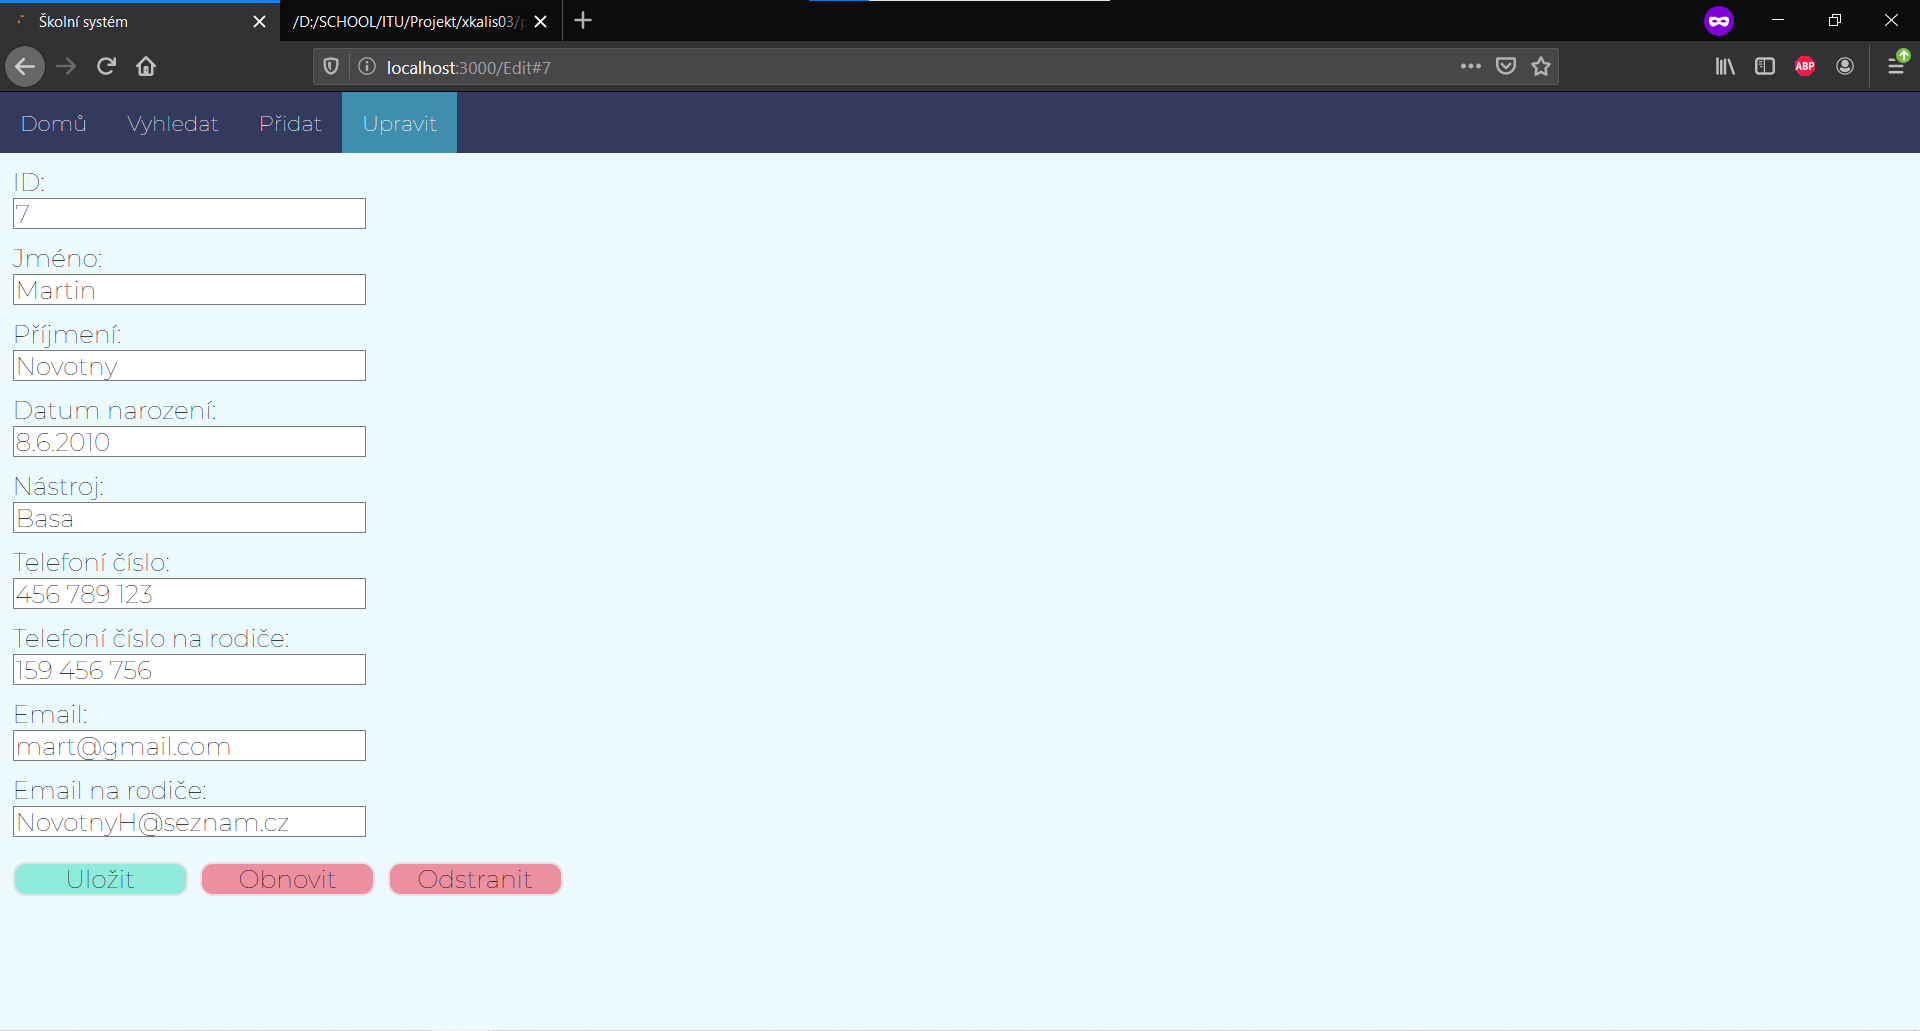 Školní systém
/D:/SCHOOL/ITU/Projekt/xkalis03/
localhost:3000/Edit#7
ABP
Domů Vyhledat Přidat Upravit
ID:
7
Jméno:
Martin
Příjmení:
Novotny
Datum narození:
8.6.2010
Nástroj:
Basa
Telefoní číslo:
456 789 123
Telefoní číslo na rodiče:
159 456 756
Email:
mart@gmail.com
Email na rodiče:
NovotnyH@seznam.cz
Uložit Obnovit Odstranit